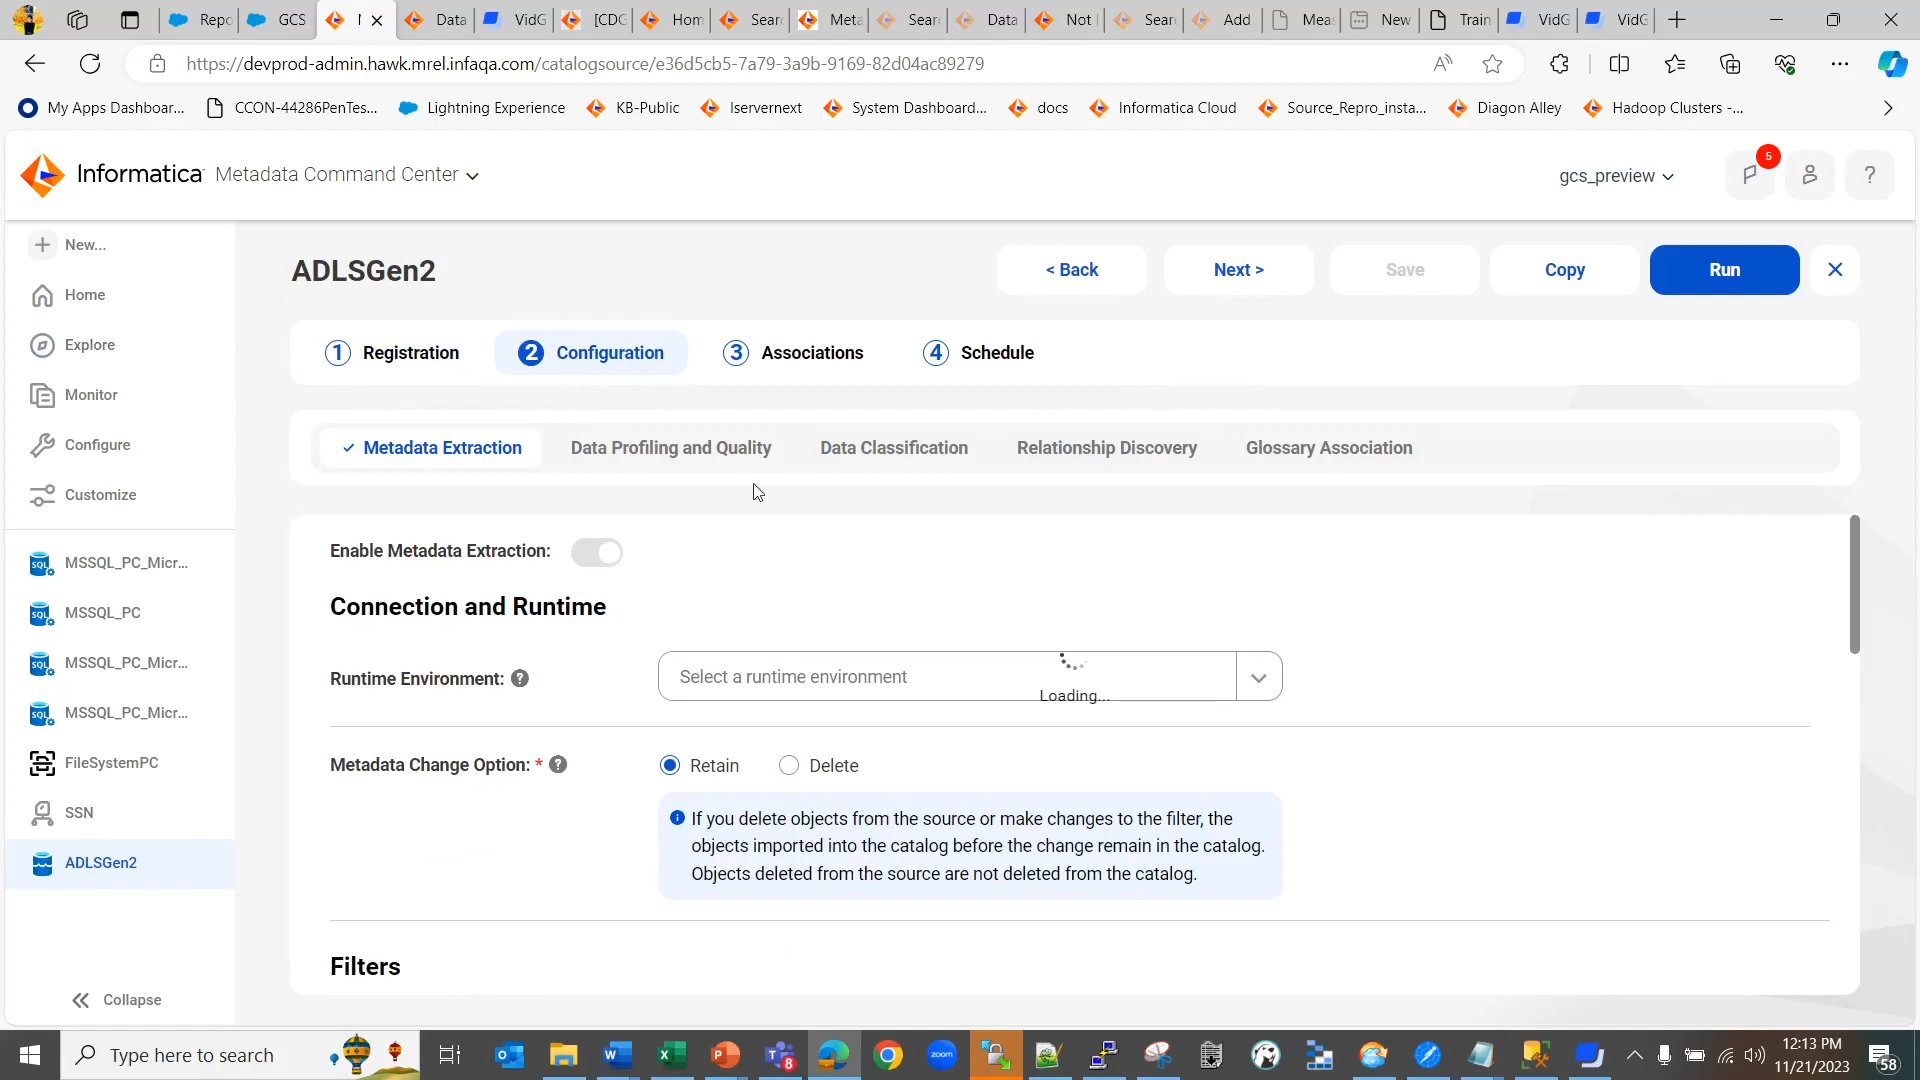 Repo
GCS
Data
VidG
[CDG
Hom
Sear
Meta
Sear
Data
Not
Sear
Add
Mea
New
Train
VidG
VidG
https://devprod-admin.hawk.mrel.infaqa.com/catalogsource/e36d5cb5-7a79-3a9b-9169-82d04ac89279
My Apps Dashboar...
CCON-44286PenTes...
Lightning Experience
KB-Public
Iservernext
System Dashboard...
docs
Informatica Cloud
Source_Repro_insta...
Diagon Alley
Hadoop Clusters -...
Informatica Metadata Command Center
gcs_preview
5
?
New...
Home
Explore
Monitor
Configure
Customize
MSSQL_PC_Micr...
MSSQL_PC
MSSQL_PC_Micr...
MSSQL_PC_Micr...
FileSystemPC
SSN
ADLSGen2
Collapse
ADLSGen2
< Back
Next >
Save
Copy
Run
1 Registration
2 Configuration
3 Associations
4 Schedule
Metadata Extraction
Data Profiling and Quality
Data Classification
Relationship Discovery
Glossary Association
Enable Metadata Extraction:
Connection and Runtime
Runtime Environment: ?
Select a runtime environment
Loading...
Metadata Change Option: * ?
Retain
Delete
If you delete objects from the source or make changes to the filter, the
objects imported into the catalog before the change remain in the catalog.
Objects deleted from the source are not deleted from the catalog.
Filters
Type here to search
zoom
8
12:13 PM
11/21/2023
58